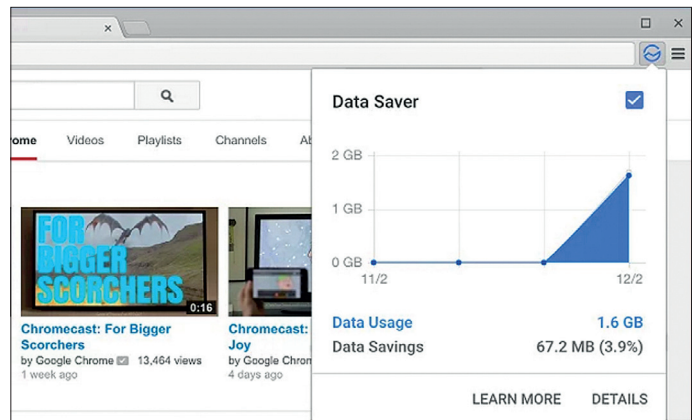 ome Videos Playlists Channels Ab
FOR
BIGGER
SCORCHERS
0:16
Chromecast: For Bigger
Scorchers
by Google Chrome 13,464 views
1 week ago
Chromecast:
Joy
by Google Chrom
4 days ago
Data Saver
2 GB
1 GB
0 GB
11/2 12/2
Data Usage 1.6 GB
Data Savings 67.2 MB (3.9%)
LEARN MORE DETAILS